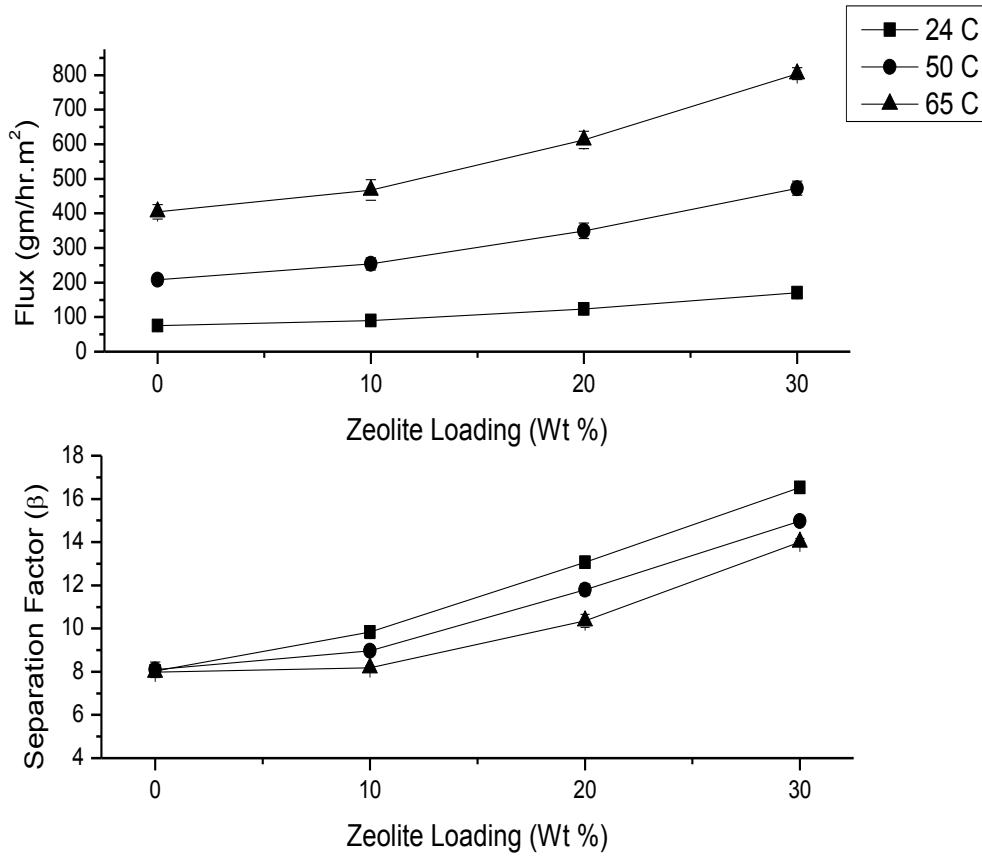 24 C
50 C
65 C
Flux (gm/hr.m²)
800
700
600
500
400
300
200
100
0
0 10 20 30
Zeolite Loading (Wt %)
Separation Factor (β)
18
16
14
12
10
8
6
4
0 10 20 30
Zeolite Loading (Wt %)